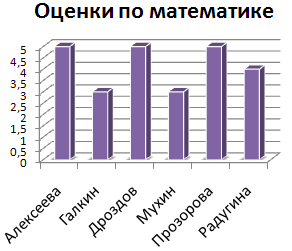 Оценки по математике
5
4,5
4
3,5
3
2,5
2
1,5
1
0,5
0
Алексеева
Галкин
Дроздов
Мухин
Прозорова
Радугина